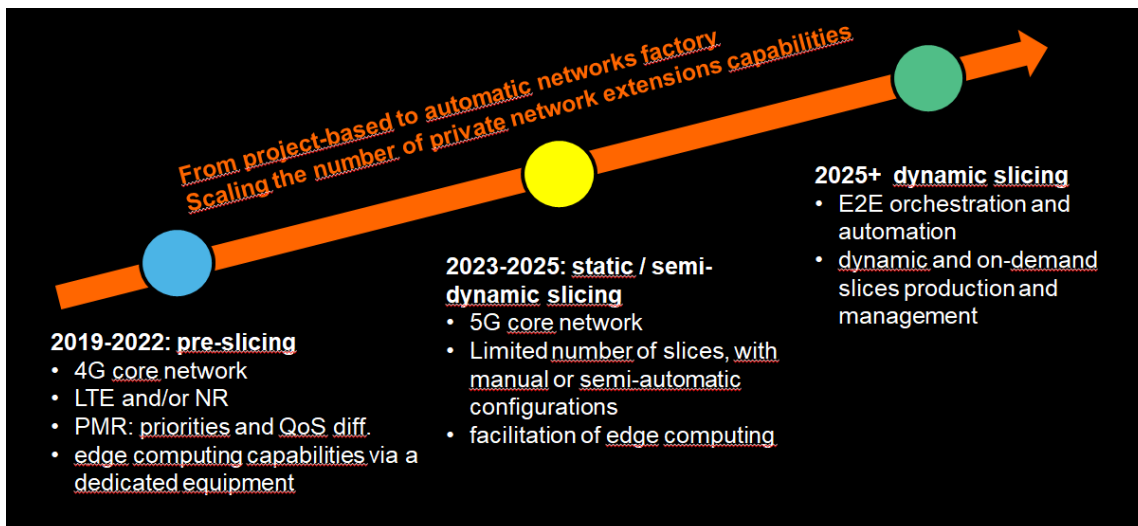 From project-based to automatic networks factory
Scaling the number of private network extensions capabilities
2019-2022: pre-slicing
• 4G core network
• LTE and/or NR
• PMR: priorities and QoS diff.
• edge computing capabilities via a
dedicated equipment
2023-2025: static / semi-
dynamic slicing
• 5G core network
• Limited number of slices, with
manual or semi-automatic
configurations
• facilitation of edge computing
2025+ dynamic slicing
• E2E orchestration and
automation
• dynamic and on-demand
slices production and
management